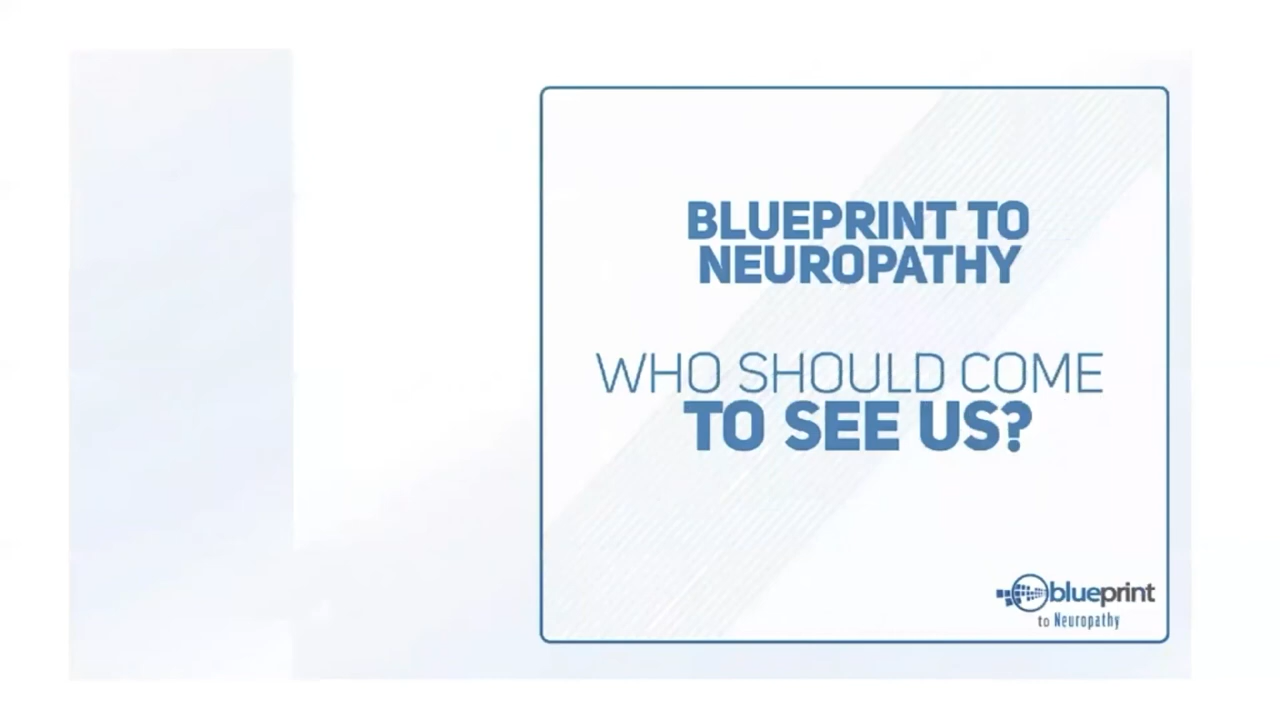 BLUEPRINT TO
NEUROPATHY
WHO SHOULD COME
TO SEE US?
blueprint
to Neuropathy